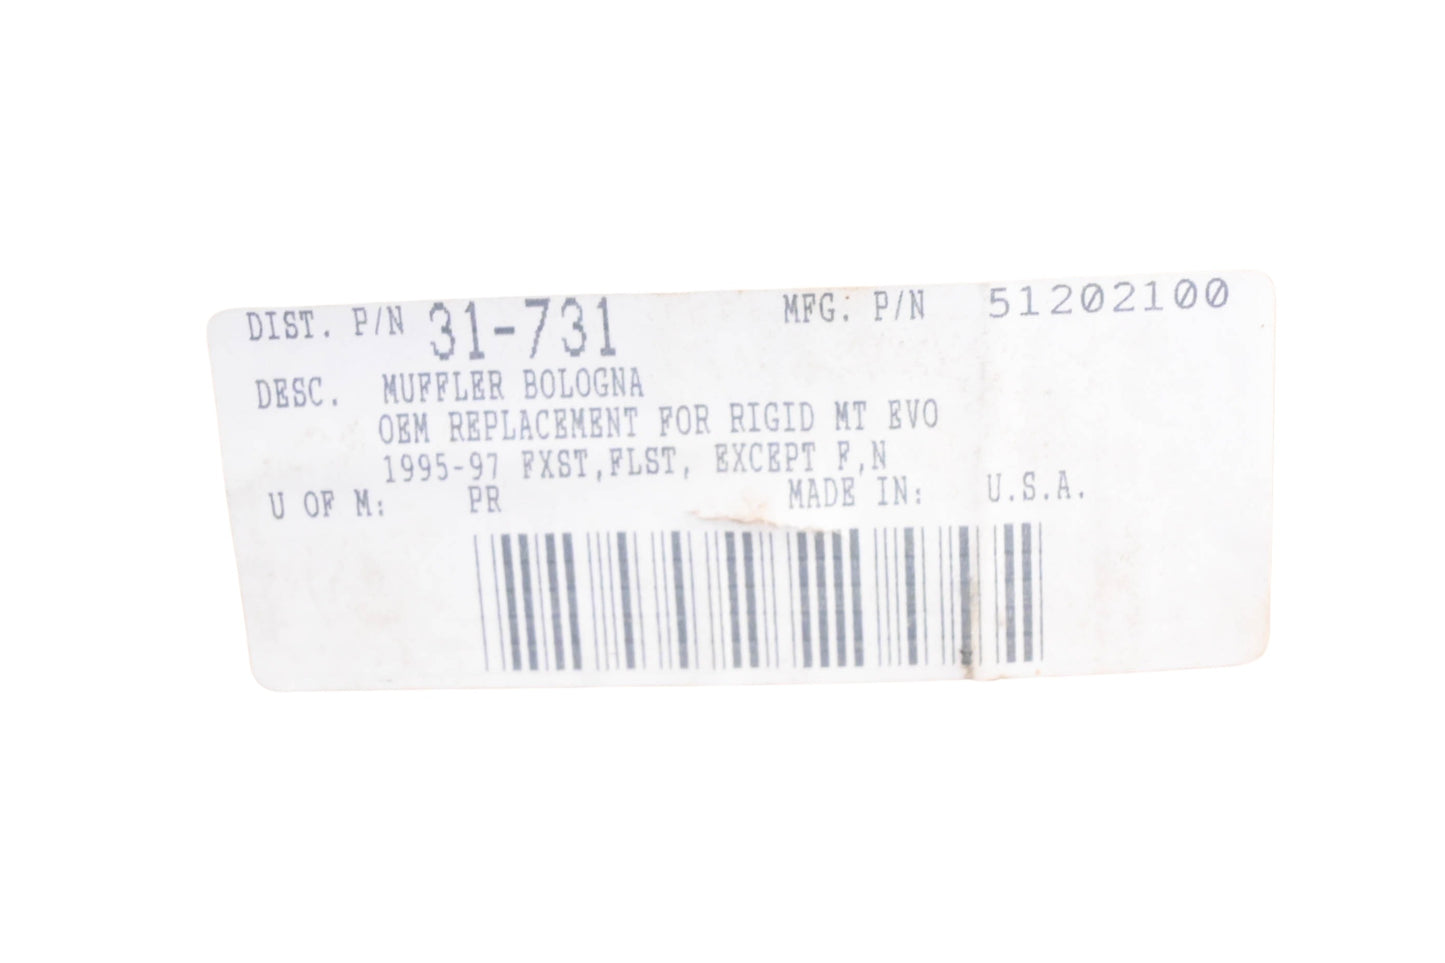 DIST. P/N 31-731 MFG: P/N 51202100
DESC. MUFFLER BOLOGNA
OEM REPLACEMENT FOR RIGID MT EVO
1995-97 FXST,FLST, EXCEPT F,N
U OF M: PR MADE IN: U.S.A.